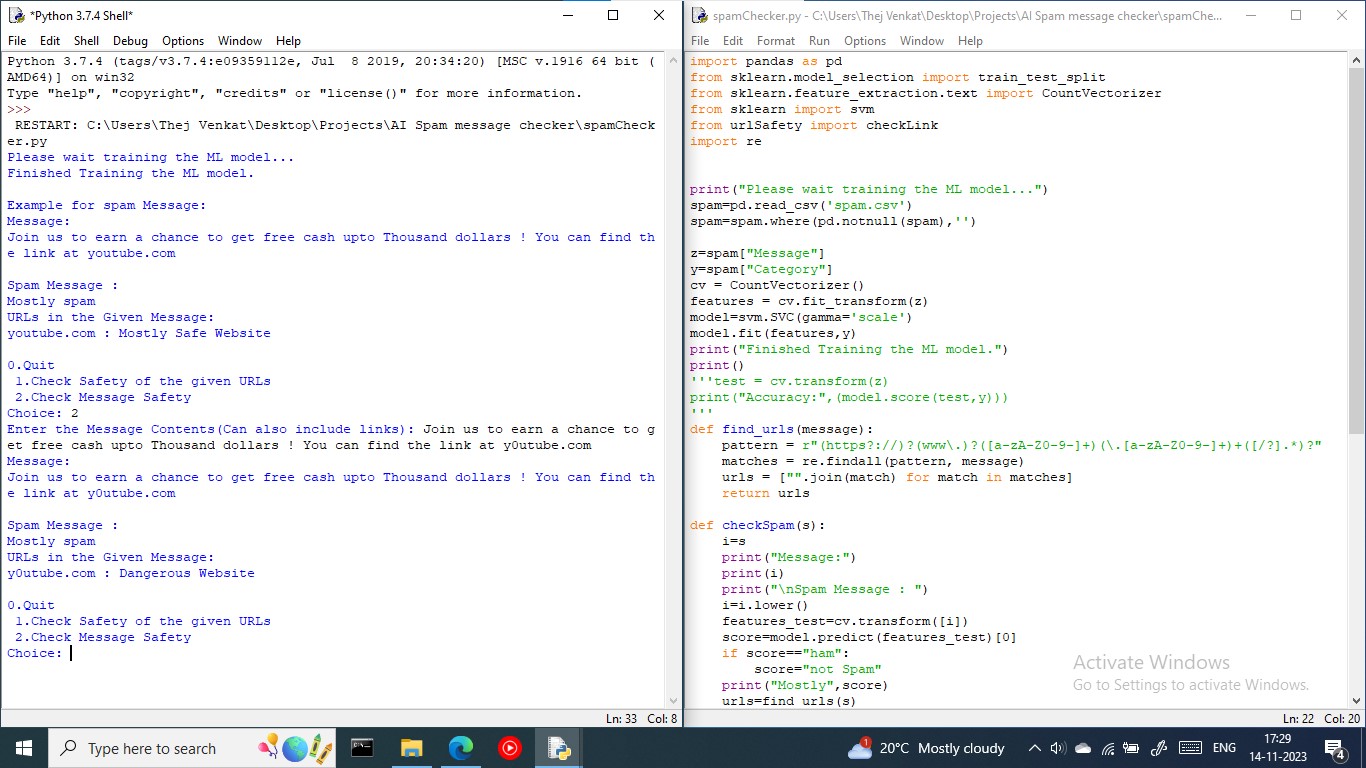 *Python 3.7.4 Shell*
File Edit Shell Debug Options Window Help
Python 3.7.4 (tags/v3.7.4:e09359112e, Jul  8 2019, 20:34:20) [MSC v.1916 64 bit (
AMD64)] on win32
Type "help", "copyright", "credits" or "license()" for more information.
>>>
 RESTART: C:\Users\Thej Venkat\Desktop\Projects\AI Spam message checker\spamCheck
er.py
Please wait training the ML model...
Finished Training the ML model.
Example for spam Message:
Message:
Join us to earn a chance to get free cash upto Thousand dollars ! You can find th
e link at youtube.com
Spam Message :
Mostly spam
URLs in the Given Message:
youtube.com : Mostly Safe Website
0.Quit
 1.Check Safety of the given URLs
 2.Check Message Safety
Choice: 2
Enter the Message Contents(Can also include links): Join us to earn a chance to g
et free cash upto Thousand dollars ! You can find the link at y0utube.com
Message:
Join us to earn a chance to get free cash upto Thousand dollars ! You can find th
e link at y0utube.com
Spam Message :
Mostly spam
URLs in the Given Message:
y0utube.com : Dangerous Website
0.Quit
 1.Check Safety of the given URLs
 2.Check Message Safety
Choice:
Ln: 33 Col: 8
spamChecker.py - C:\Users\Thej Venkat\Desktop\Projects\AI Spam message checker\spamChe...
File Edit Format Run Options Window Help
import pandas as pd
from sklearn.model_selection import train_test_split
from sklearn.feature_extraction.text import CountVectorizer
from sklearn import svm
from urlSafety import checkLink
import re
print("Please wait training the ML model...")
spam=pd.read_csv('spam.csv')
spam=spam.where(pd.notnull(spam),'')
z=spam["Message"]
y=spam["Category"]
cv = CountVectorizer()
features = cv.fit_transform(z)
model=svm.SVC(gamma='scale')
model.fit(features,y)
print("Finished Training the ML model.")
print()
'''test = cv.transform(z)
print("Accuracy:",(model.score(test,y)))
'''
def find_urls(message):
    pattern = r"(https?://)?(www\.)?([a-zA-Z0-9-]+)(\.[a-zA-Z0-9-]+)+([/?].*)?"
    matches = re.findall(pattern, message)
    urls = ["".join(match) for match in matches]
    return urls
def checkSpam(s):
    i=s
    print("Message:")
    print(i)
    print("\nSpam Message : ")
    i=i.lower()
    features_test=cv.transform([i])
    score=model.predict(features_test)[0]
    if score=="ham":
        score="not Spam"
    print("Mostly",score)
    urls=find_urls(s)
Activate Windows
Go to Settings to activate Windows.
Ln: 22 Col: 20
Type here to search
1
20°C Mostly cloudy
ENG
17:29
14-11-2023
4